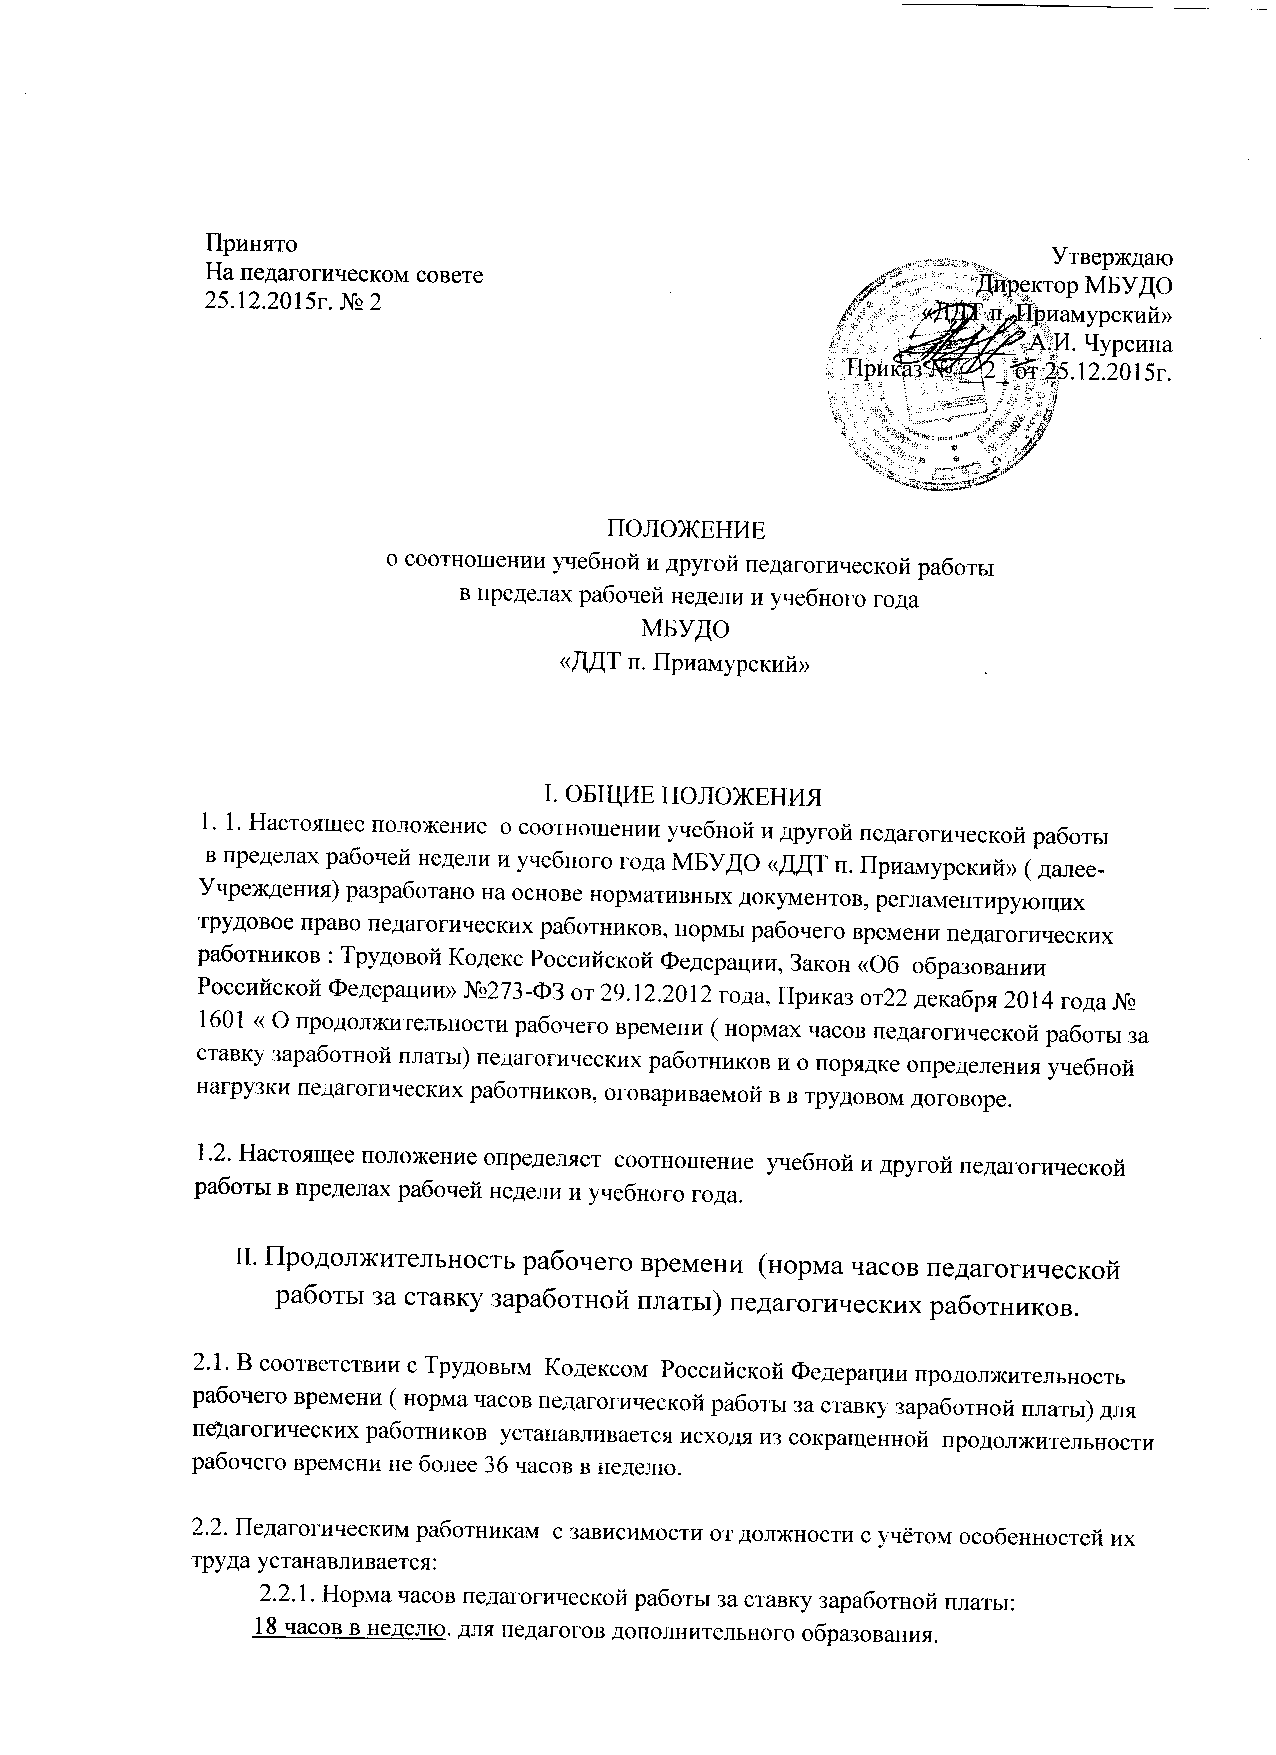 Принято
На педагогическом совете
25.12.2015г. № 2
Утверждаю
Директор МБУДО
«ДДТ п. Приамурский»
А.И. Чурсина
Приказ № _2_ от 25.12.2015г.
ПОЛОЖЕНИЕ
о соотношении учебной и другой педагогической работы
в пределах рабочей недели и учебного года
МБУДО
«ДДТ п. Приамурский»
I. ОБЩИЕ ПОЛОЖЕНИЯ
1. 1. Настоящее положение о соотношении учебной и другой педагогической работы
в пределах рабочей недели и учебного года МБУДО «ДДТ п. Приамурский» ( далее-
Учреждения) разработано на основе нормативных документов, регламентирующих
трудовое право педагогических работников, нормы рабочего времени педагогических
работников : Трудовой Кодекс Российской Федерации, Закон «Об образовании
Российской Федерации» №273-ФЗ от 29.12.2012 года, Приказ от22 декабря 2014 года №
1601 « О продолжительности рабочего времени ( нормах часов педагогической работы за
ставку заработной платы) педагогических работников и о порядке определения учебной
нагрузки педагогических работников, оговариваемой в в трудовом договоре.
1.2. Настоящее положение определяет соотношение учебной и другой педагогической
работы в пределах рабочей недели и учебного года.
II. Продолжительность рабочего времени (норма часов педагогической
работы за ставку заработной платы) педагогических работников.
2.1. В соответствии с Трудовым Кодексом Российской Федерации продолжительность
рабочего времени ( норма часов педагогической работы за ставку заработной платы) для
педагогических работников устанавливается исходя из сокращенной продолжительности
рабочего времени не более 36 часов в неделю.
2.2. Педагогическим работникам с зависимости от должности с учётом особенностей их
труда устанавливается:
2.2.1. Норма часов педагогической работы за ставку заработной платы:
18 часов в неделю. для педагогов дополнительного образования.